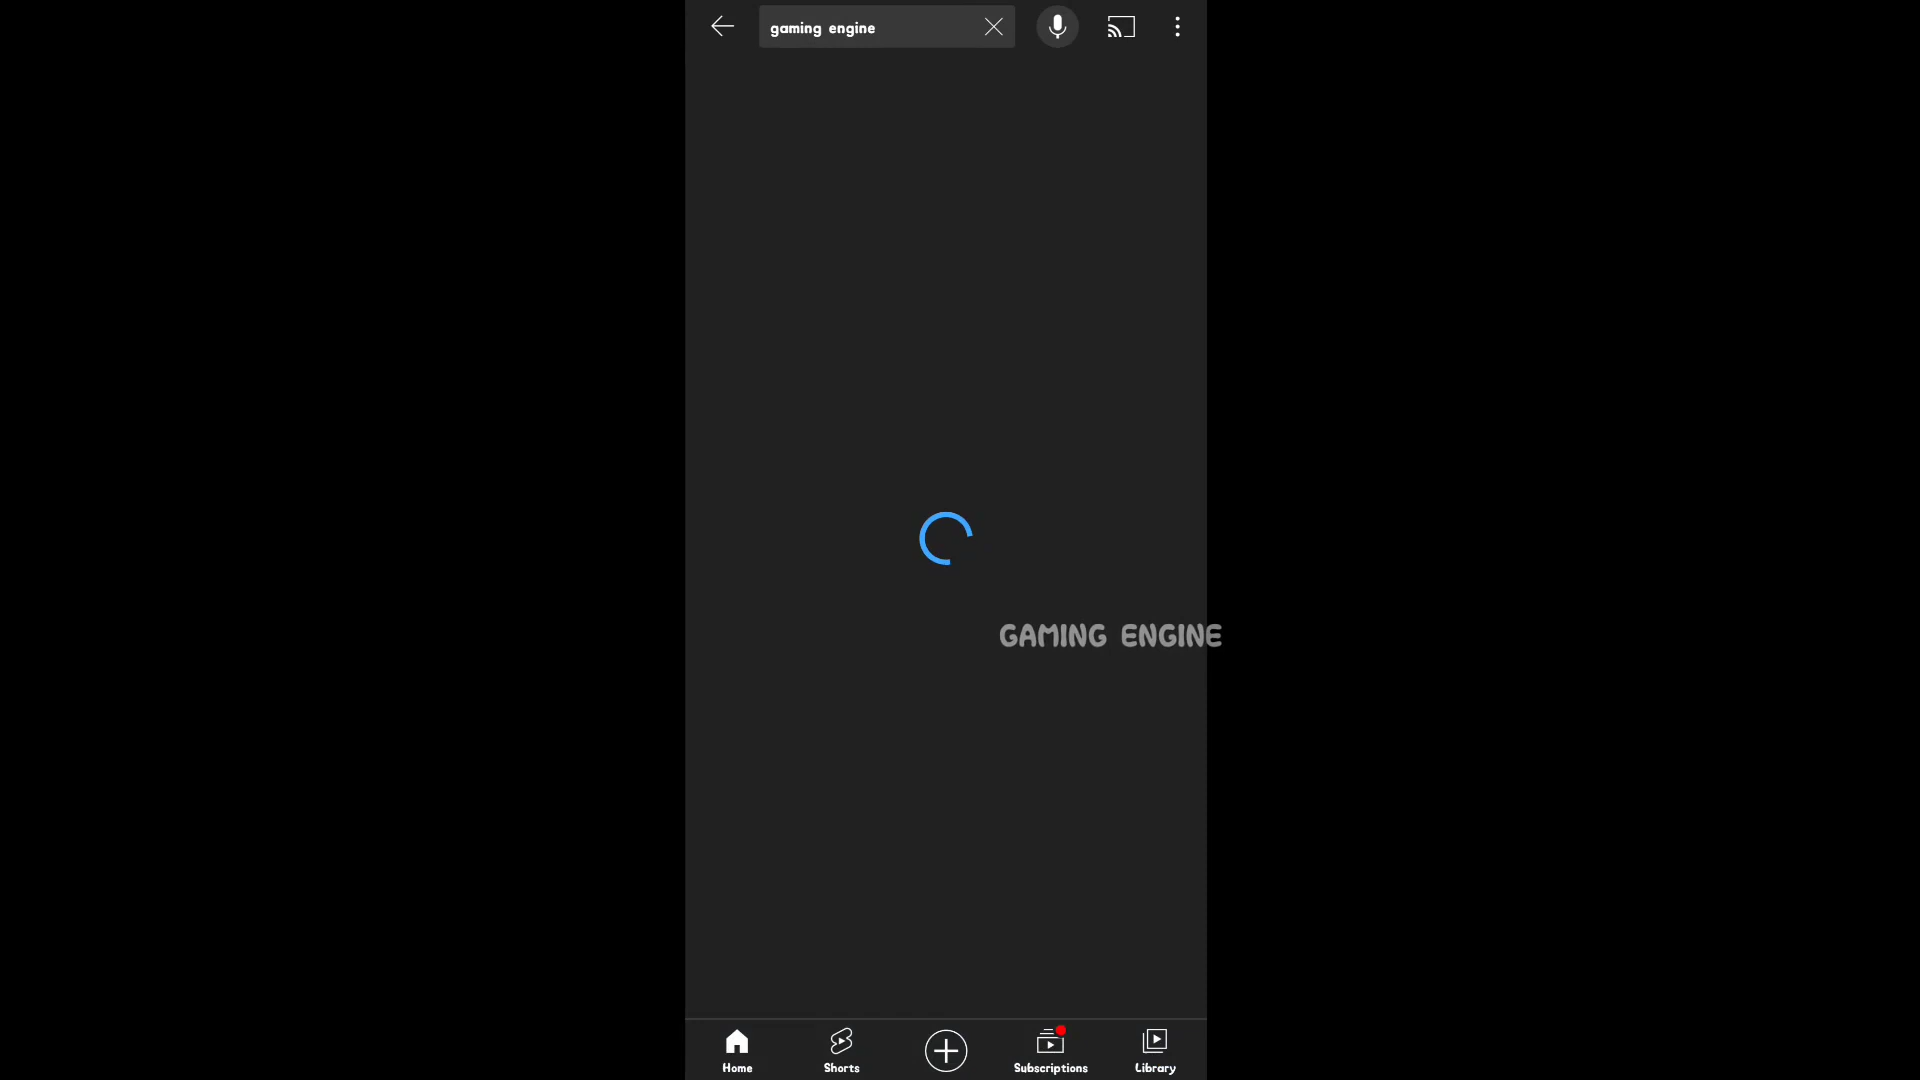 gaming engine
GAMING ENGINE
Home
Shorts
Subscriptions
Library